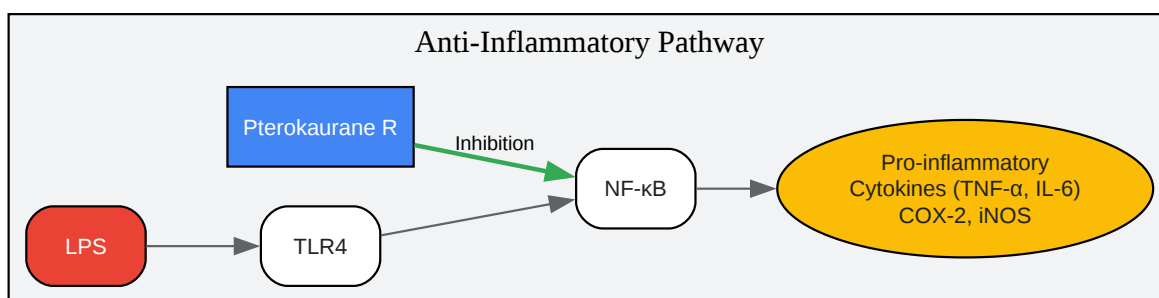 Anti-Inflammatory Pathway
Pterokaurane R
Inhibition
NF-κB
Pro-inflammatory
Cytokines (TNF-α, IL-6)
COX-2, iNOS
LPS
TLR4